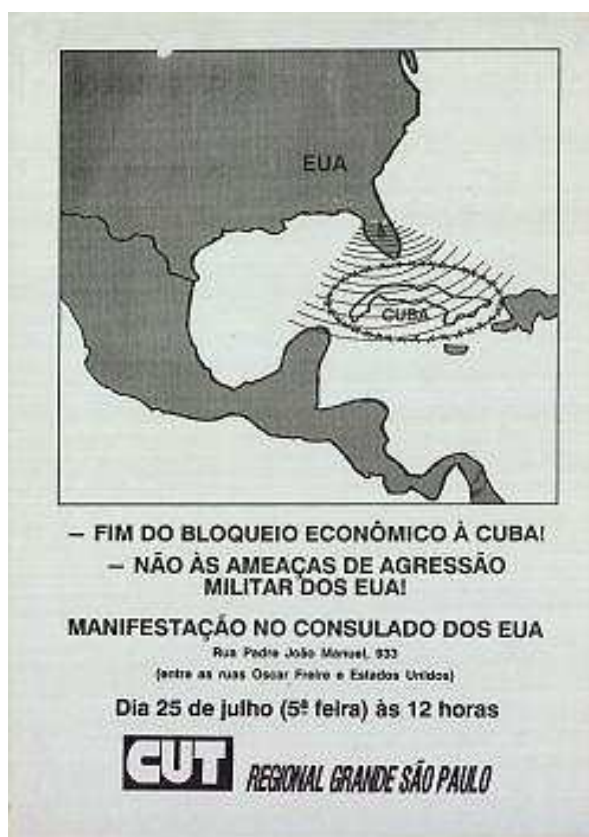 EUA
CUBA
– FIM DO BLOQUEIO ECONÔMICO À CUBA!
– NÃO ÀS AMEAÇAS DE AGRESSÃO
MILITAR DOS EUA!
MANIFESTAÇÃO NO CONSULADO DOS EUA
Rua Padre João Manuel, 933
(entre as ruas Oscar Freire e Estados Unidos)
Dia 25 de julho (5ª feira) às 12 horas
CUT REGIONAL GRANDE SÃO PAULO